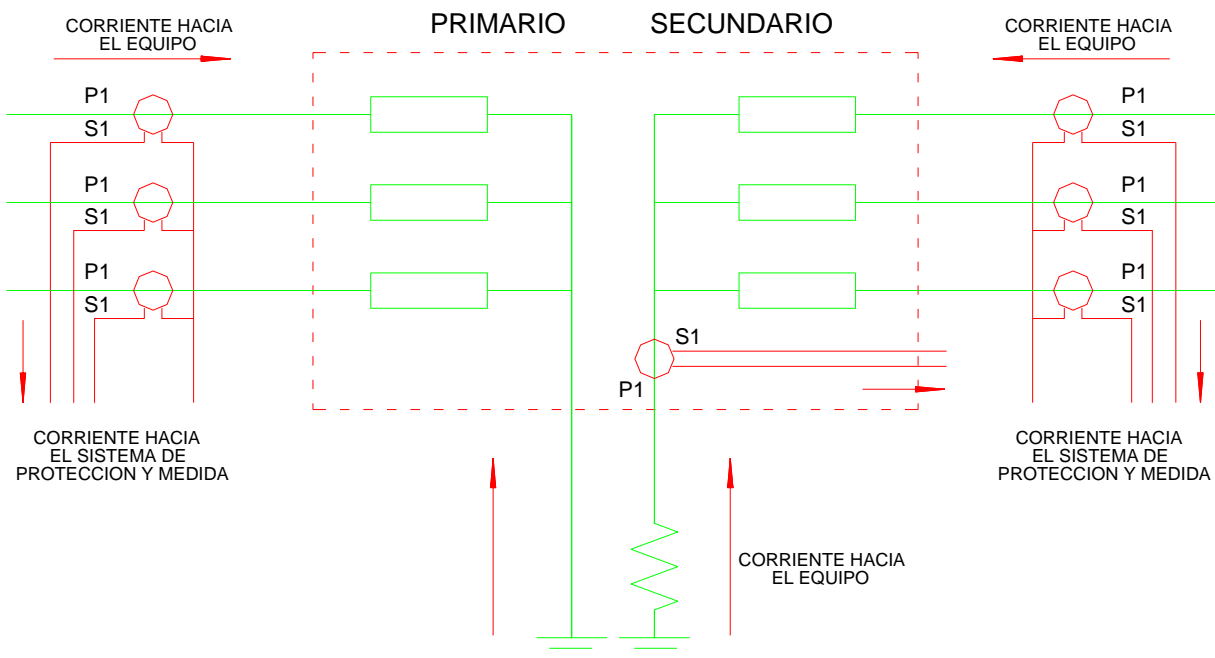 CORRIENTE HACIA
EL EQUIPO
PRIMARIO
SECUNDARIO
CORRIENTE HACIA
EL EQUIPO
P1
S1
P1
S1
P1
S1
P1
S1
P1
S1
P1
S1
S1
P1
CORRIENTE HACIA
EL SISTEMA DE
PROTECCION Y MEDIDA
CORRIENTE HACIA
EL SISTEMA DE
PROTECCION Y MEDIDA
CORRIENTE HACIA
EL EQUIPO